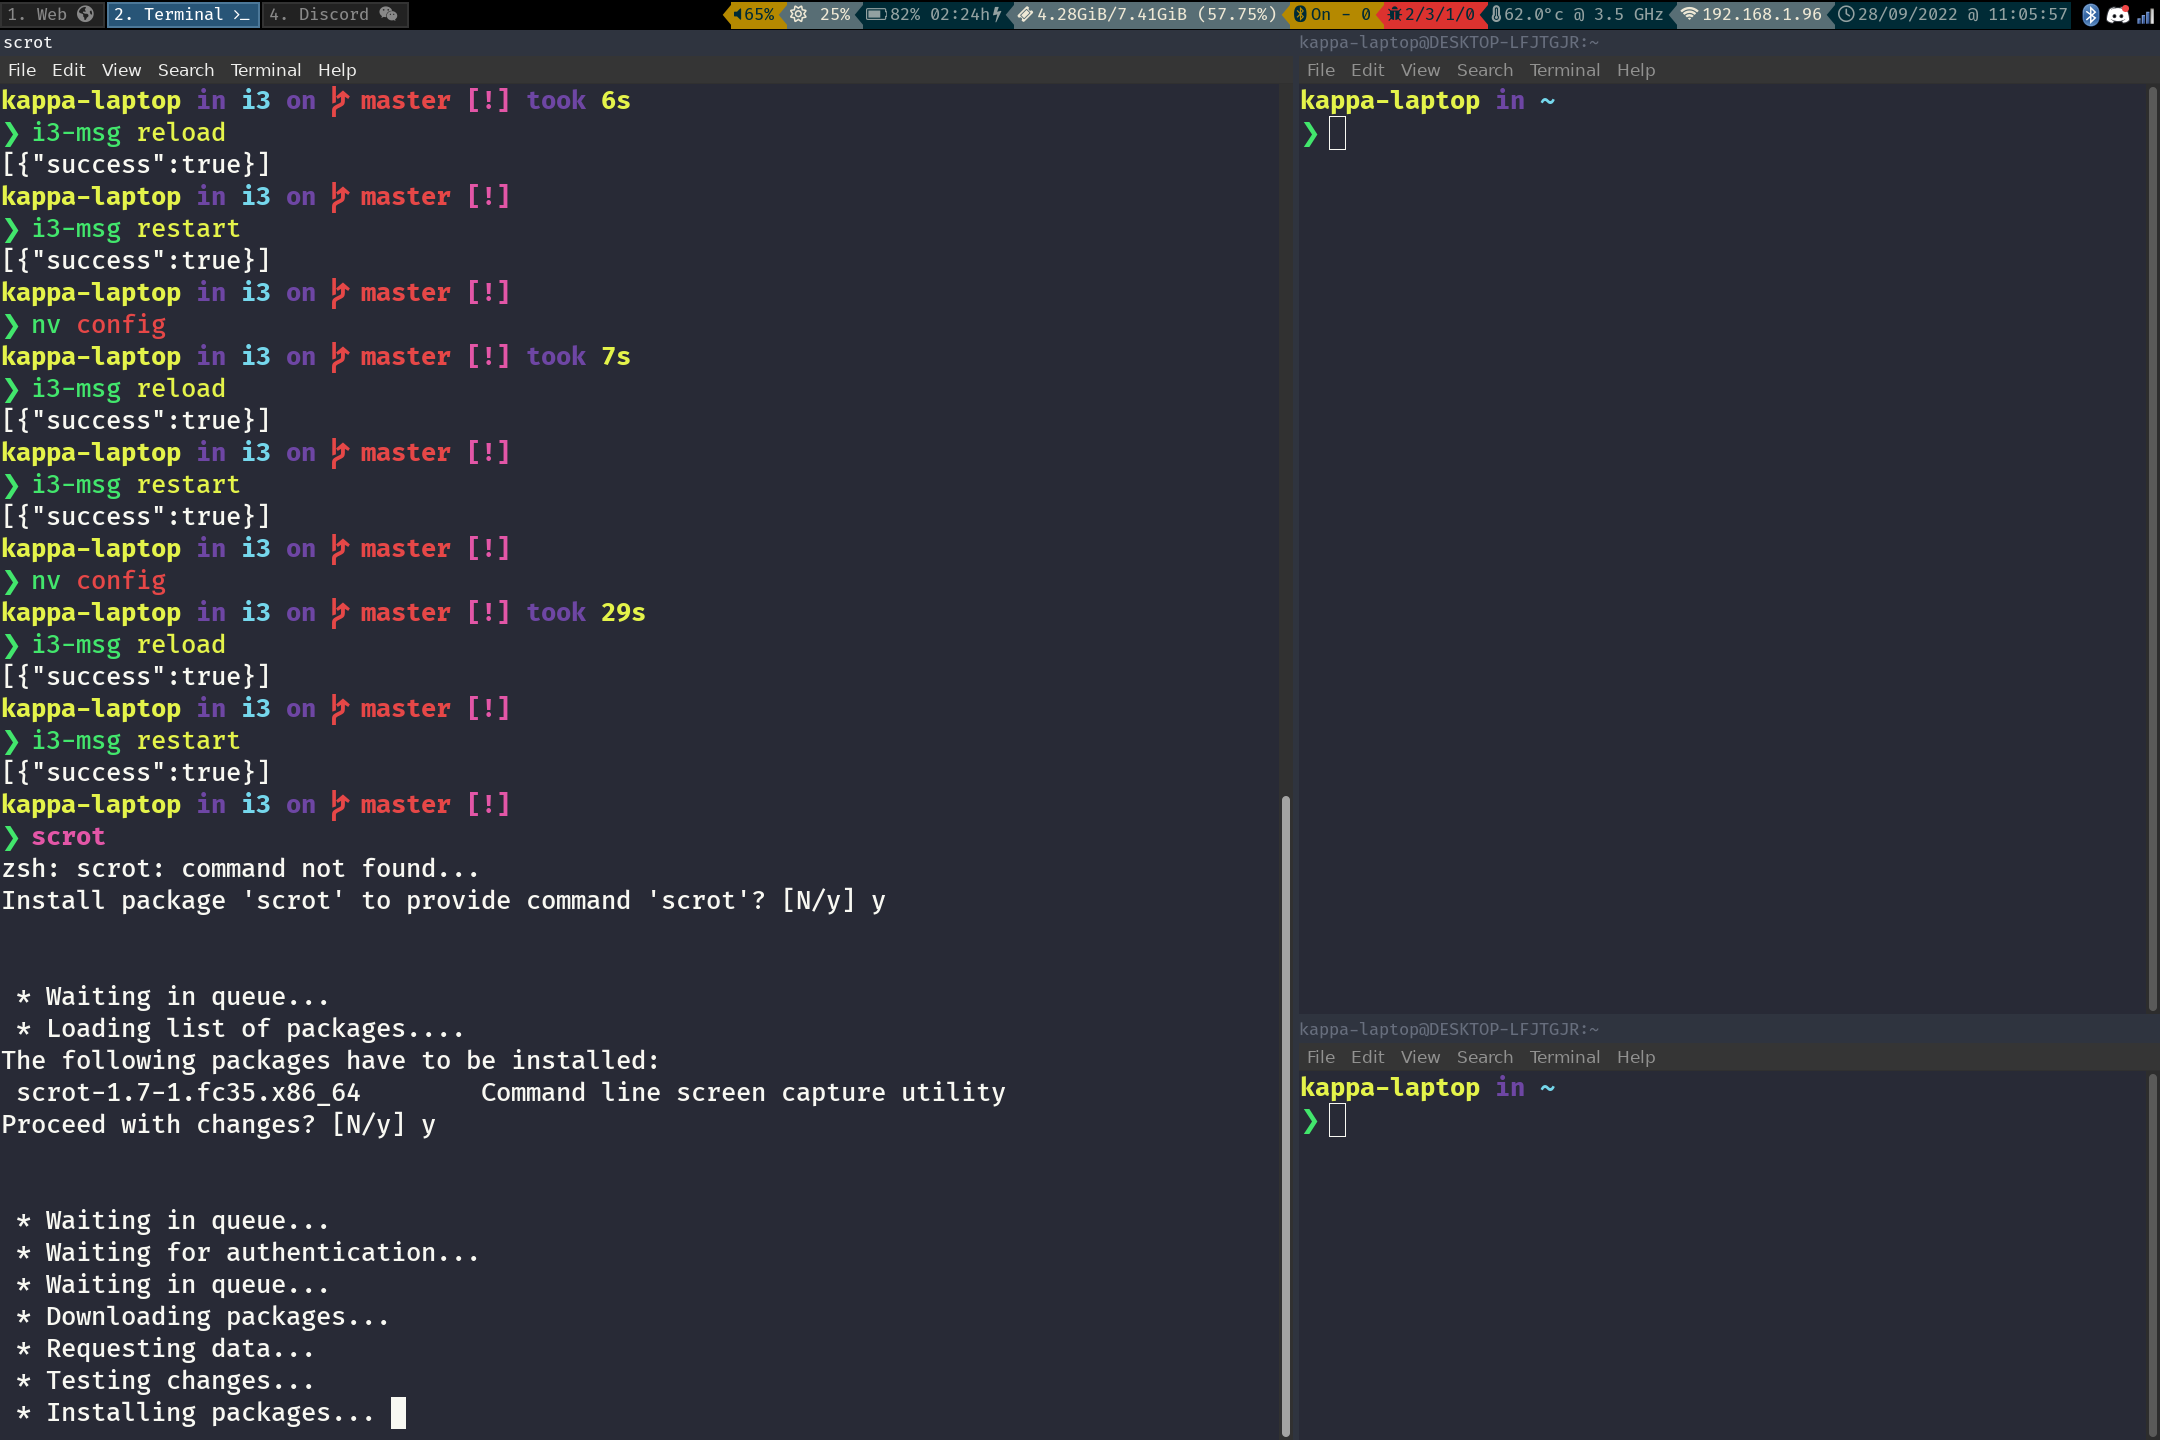 1. Web
2. Terminal >_
4. Discord
65%
25%
82% 02:24h
4.28GiB/7.41GiB (57.75%)
On - 0
2/3/1/0
62.0°c @ 3.5 GHz
192.168.1.96
28/09/2022 @ 11:05:57
scrot
File Edit View Search Terminal Help
kappa-laptop in i3 on master [!] took 6s
❯ i3-msg reload
[{"success":true}]
kappa-laptop in i3 on master [!]
❯ i3-msg restart
[{"success":true}]
kappa-laptop in i3 on master [!]
❯ nv config
kappa-laptop in i3 on master [!] took 7s
❯ i3-msg reload
[{"success":true}]
kappa-laptop in i3 on master [!]
❯ i3-msg restart
[{"success":true}]
kappa-laptop in i3 on master [!]
❯ nv config
kappa-laptop in i3 on master [!] took 29s
❯ i3-msg reload
[{"success":true}]
kappa-laptop in i3 on master [!]
❯ i3-msg restart
[{"success":true}]
kappa-laptop in i3 on master [!]
❯ scrot
zsh: scrot: command not found...
Install package 'scrot' to provide command 'scrot'? [N/y] y
* Waiting in queue...
* Loading list of packages....
The following packages have to be installed:
scrot-1.7-1.fc35.x86_64 Command line screen capture utility
Proceed with changes? [N/y] y
* Waiting in queue...
* Waiting for authentication...
* Waiting in queue...
* Downloading packages...
* Requesting data...
* Testing changes...
* Installing packages...
kappa-laptop@DESKTOP-LFJTGJR:~
File Edit View Search Terminal Help
kappa-laptop in ~
❯
kappa-laptop@DESKTOP-LFJTGJR:~
File Edit View Search Terminal Help
kappa-laptop in ~
❯